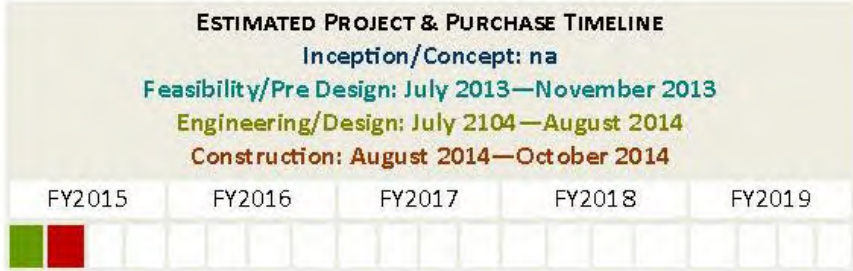 ESTIMATED PROJECT & PURCHASE TIMELINE
Inception/Concept: na
Feasibility/Pre Design: July 2013—November 2013
Engineering/Design: July 2104—August 2014
Construction: August 2014—October 2014
FY2015 FY2016 FY2017 FY2018 FY2019